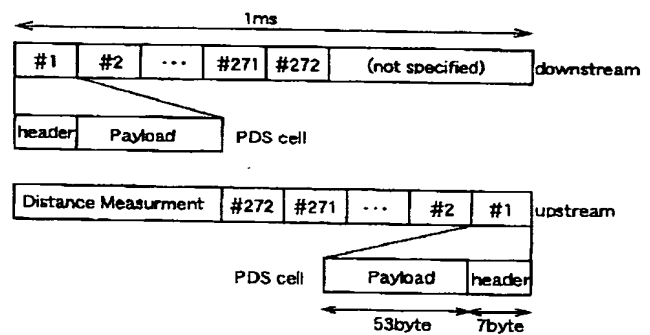 1ms
#1 #2 ··· #271 #272 (not specified) downstream
header Payload PDS cell
Distance Measurment #272 #271 ··· #2 #1 upstream
PDS cell Payload header
53byte 7byte